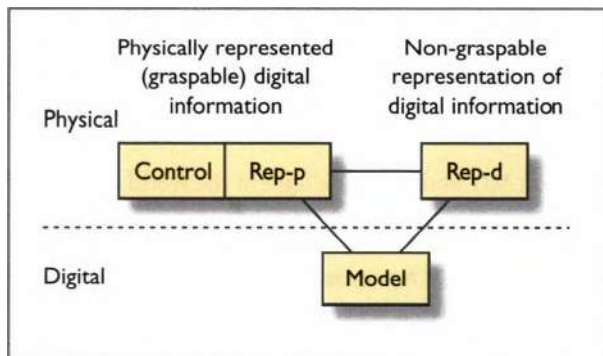 Physically represented
(graspable) digital
information
Non-graspable
representation of
digital information
Physical
Control
Rep-p
Rep-d
Digital
Model